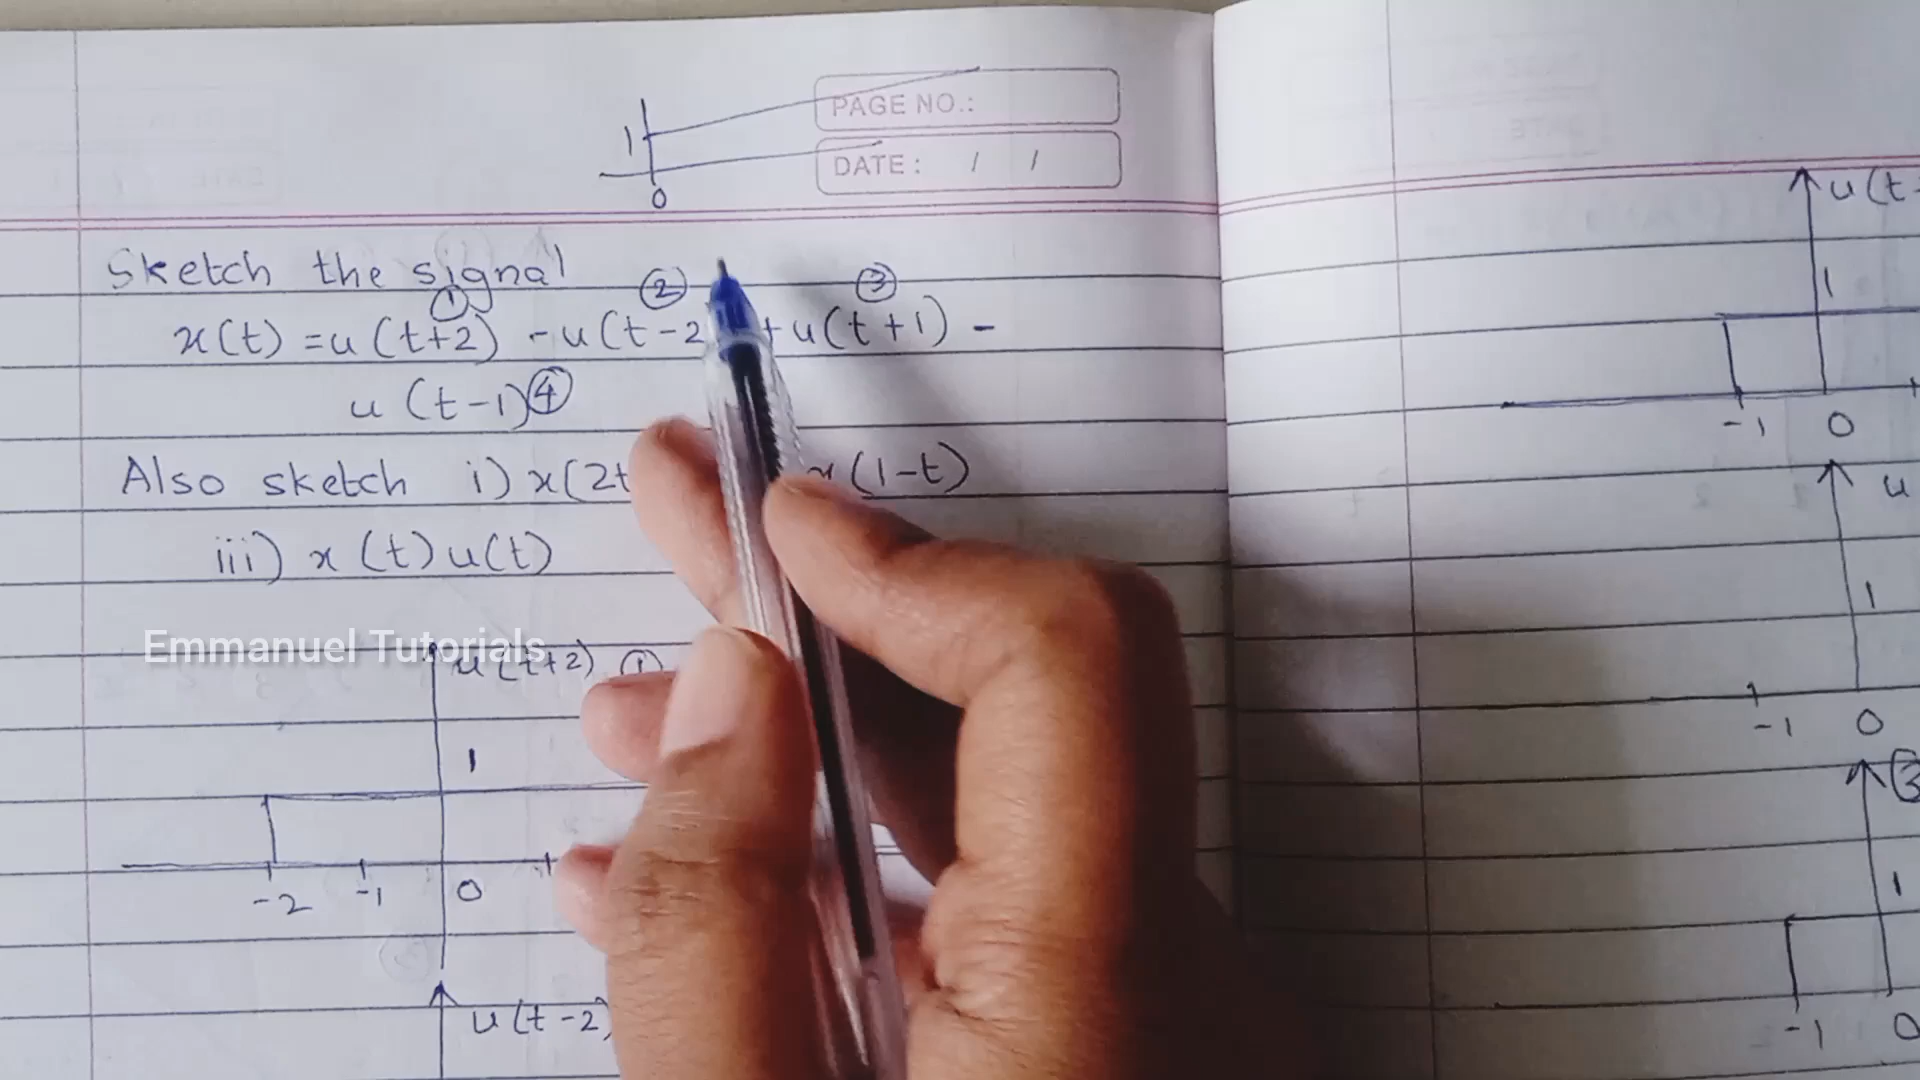 PAGE NO.:
1
DATE: / /
0
Sketch the signal
① ② ③
x(t) = u(t+2) - u(t-2 + u(t+1) -
u(t-1) ④
Also sketch i) x(2t x(1-t)
iii) x(t)u(t)
Emmanuel Tutorials
u(t+2) ①
1
-2 -1 0
u(t-2)
u(t
1
-1 0
u
1
-1 0
③
1
-1 0